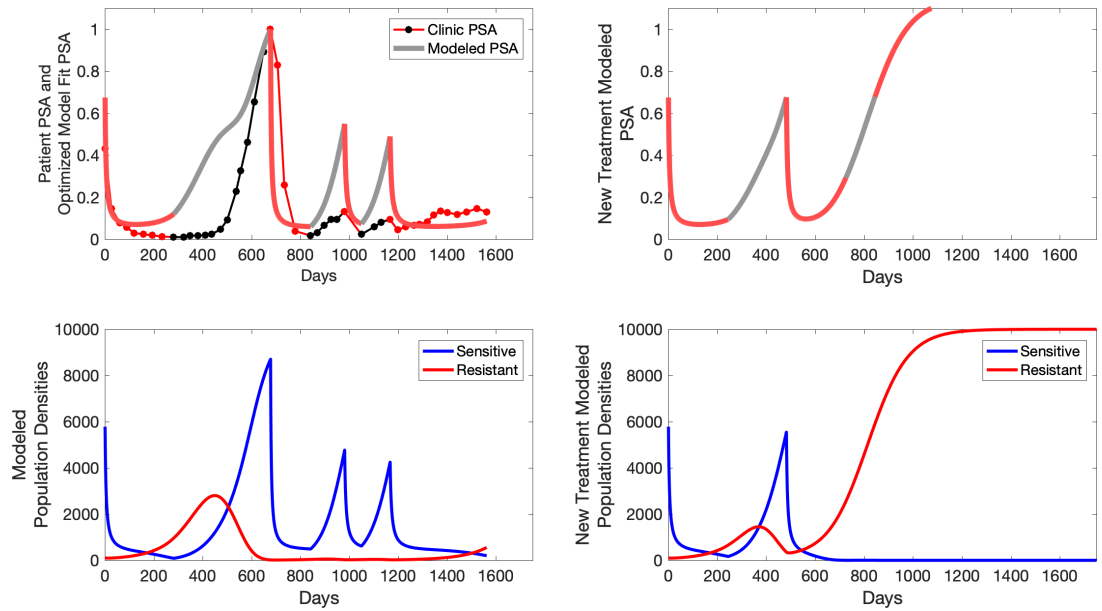 Patient PSA and
Optimized Model Fit PSA
1
0.8
0.6
0.4
0.2
0
0 200 400 600 800 1000 1200 1400 1600
Days
Clinic PSA
Modeled PSA
New Treatment Modeled
PSA
1
0.8
0.6
0.4
0.2
0
0 200 400 600 800 1000 1200 1400 1600
Days
Modeled
Population Densities
10000
8000
6000
4000
2000
0
0 200 400 600 800 1000 1200 1400 1600
Days
Sensitive
Resistant
New Treatment Modeled
Population Densities
10000
8000
6000
4000
2000
0
0 200 400 600 800 1000 1200 1400 1600
Days
Sensitive
Resistant